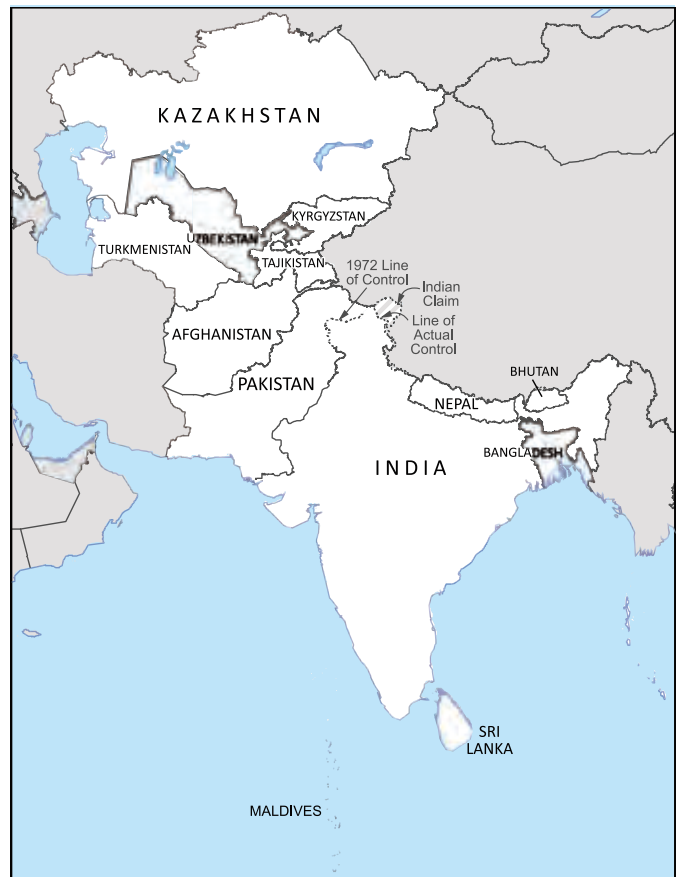 KAZAKHSTAN
KYRGYZSTAN
UZBEKISTAN
TURKMENISTAN
TAJIKISTAN
1972 Line
of Control
Indian
Claim
Line of
Actual
Control
AFGHANISTAN
PAKISTAN
BHUTAN
NEPAL
BANGLADESH
INDIA
SRI
LANKA
MALDIVES